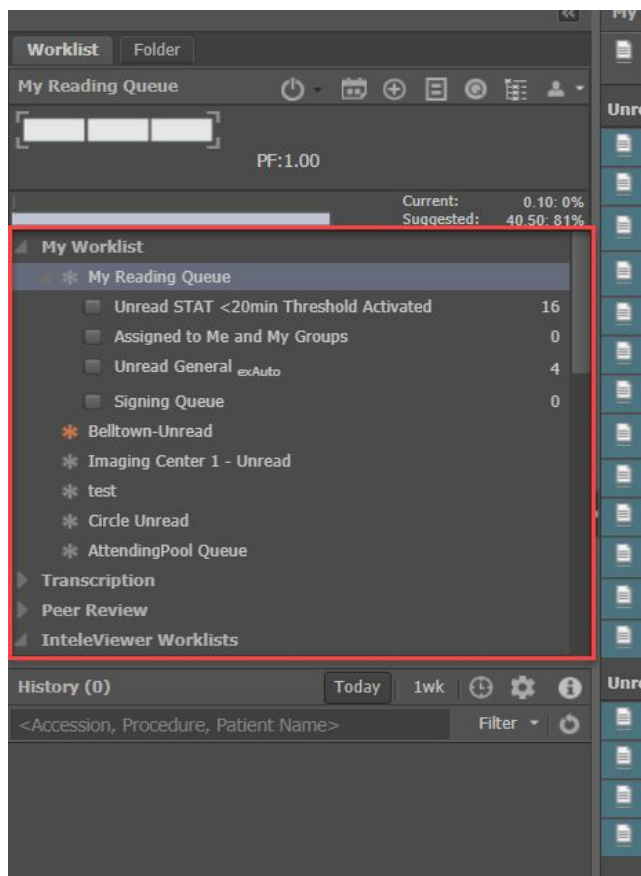 My
Worklist Folder
My Reading Queue
Unre
PF:1.00
Current: 0.10: 0%
Suggested: 40.50: 81%
My Worklist
My Reading Queue
Unread STAT <20min Threshold Activated 16
Assigned to Me and My Groups 0
Unread General exAuto 4
Signing Queue 0
Belltown-Unread
Imaging Center 1 - Unread
test
Circle Unread
AttendingPool Queue
Transcription
Peer Review
InteleViewer Worklists
History (0) Today 1wk
Unre
<Accession, Procedure, Patient Name> Filter